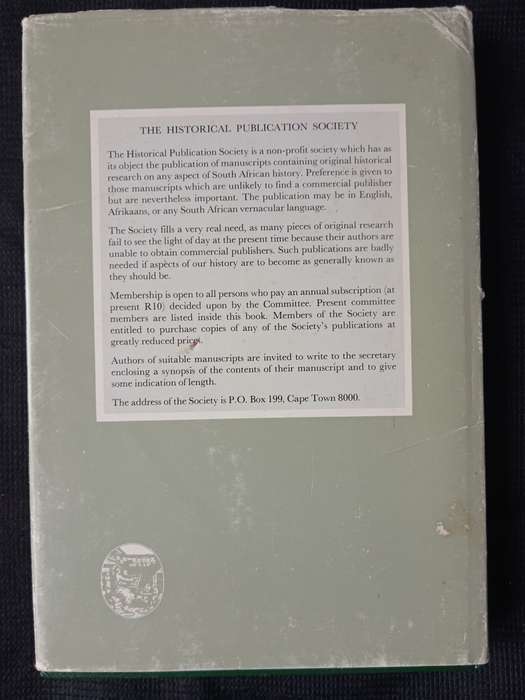 THE HISTORICAL PUBLICATION SOCIETY
The Historical Publication Society is a non-profit society which has as
its object the publication of manuscripts containing original historical
research on any aspect of South African history. Preference is given to
those manuscripts which are unlikely to find a commercial publisher
but are nevertheless important. The publication may be in English,
Afrikaans, or any South African vernacular language.
The Society fills a very real need, as many pieces of original research
fail to see the light of day at the present time because their authors are
unable to obtain commercial publishers. Such publications are badly
needed if aspects of our history are to become as generally known as
they should be.
Membership is open to all persons who pay an annual subscription (at
present R10) decided upon by the Committee. Present committee
members are listed inside this book. Members of the Society are
entitled to purchase copies of any of the Society's publications at
greatly reduced prices.
Authors of suitable manuscripts are invited to write to the secretary
enclosing a synopsis of the contents of their manuscript and to give
some indication of length.
The address of the Society is P.O. Box 199, Cape Town 8000.